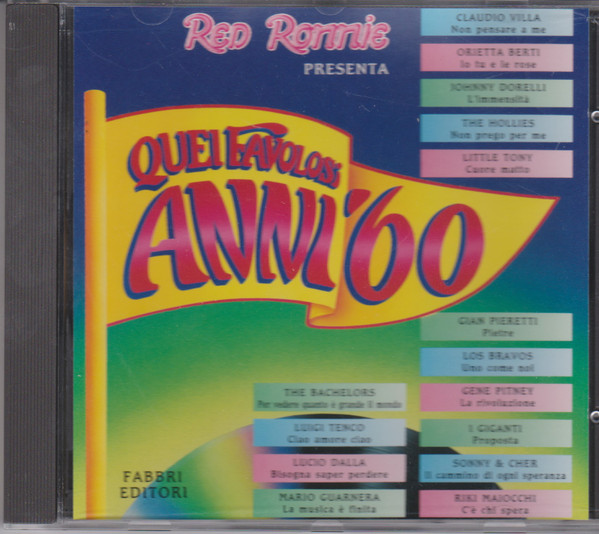 RED RONNIE
PRESENTA
QUEI FAVOLOSI
ANNI '60
CLAUDIO VILLA
Non pensare a me
ORIETTA BERTI
Io tu e le rose
JOHNNY DORELLI
L'immensità
THE HOLLIES
Non prego per me
LITTLE TONY
Cuore matto
GIAN PIERETTI
Pietre
LOS BRAVOS
Uno come noi
GENE PITNEY
La rivoluzione
I GIGANTI
Proposta
SONNY & CHER
Il cammino di ogni speranza
RIKI MAIOCCHI
C'è chi spera
THE BACHELORS
Per vedere quanto è grande il mondo
LUIGI TENCO
Ciao amore ciao
LUCIO DALLA
Bisogna saper perdere
MARIO GUARNERA
La musica è finita
FABBRI
EDITORI